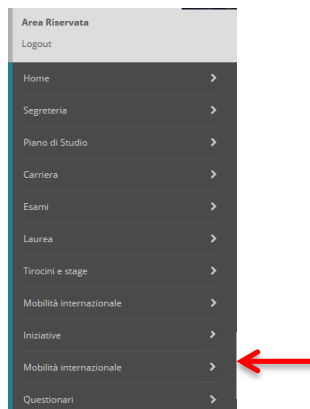 Area Riservata
Logout
Home
Segreteria
Piano di Studio
Carriera
Esami
Laurea
Tirocini e stage
Mobilità internazionale
Iniziative
Mobilità internazionale
Questionari